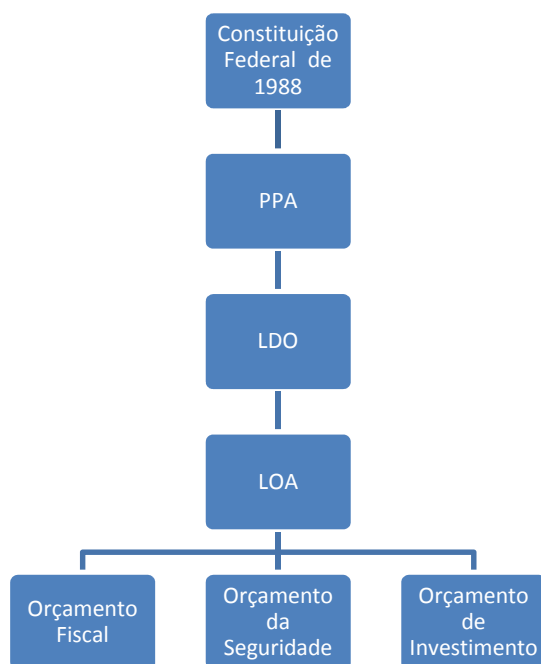 Constituição
Federal de
1988
PPA
LDO
LOA
Orçamento
Fiscal
Orçamento
da
Seguridade
Orçamento
de
Investimento